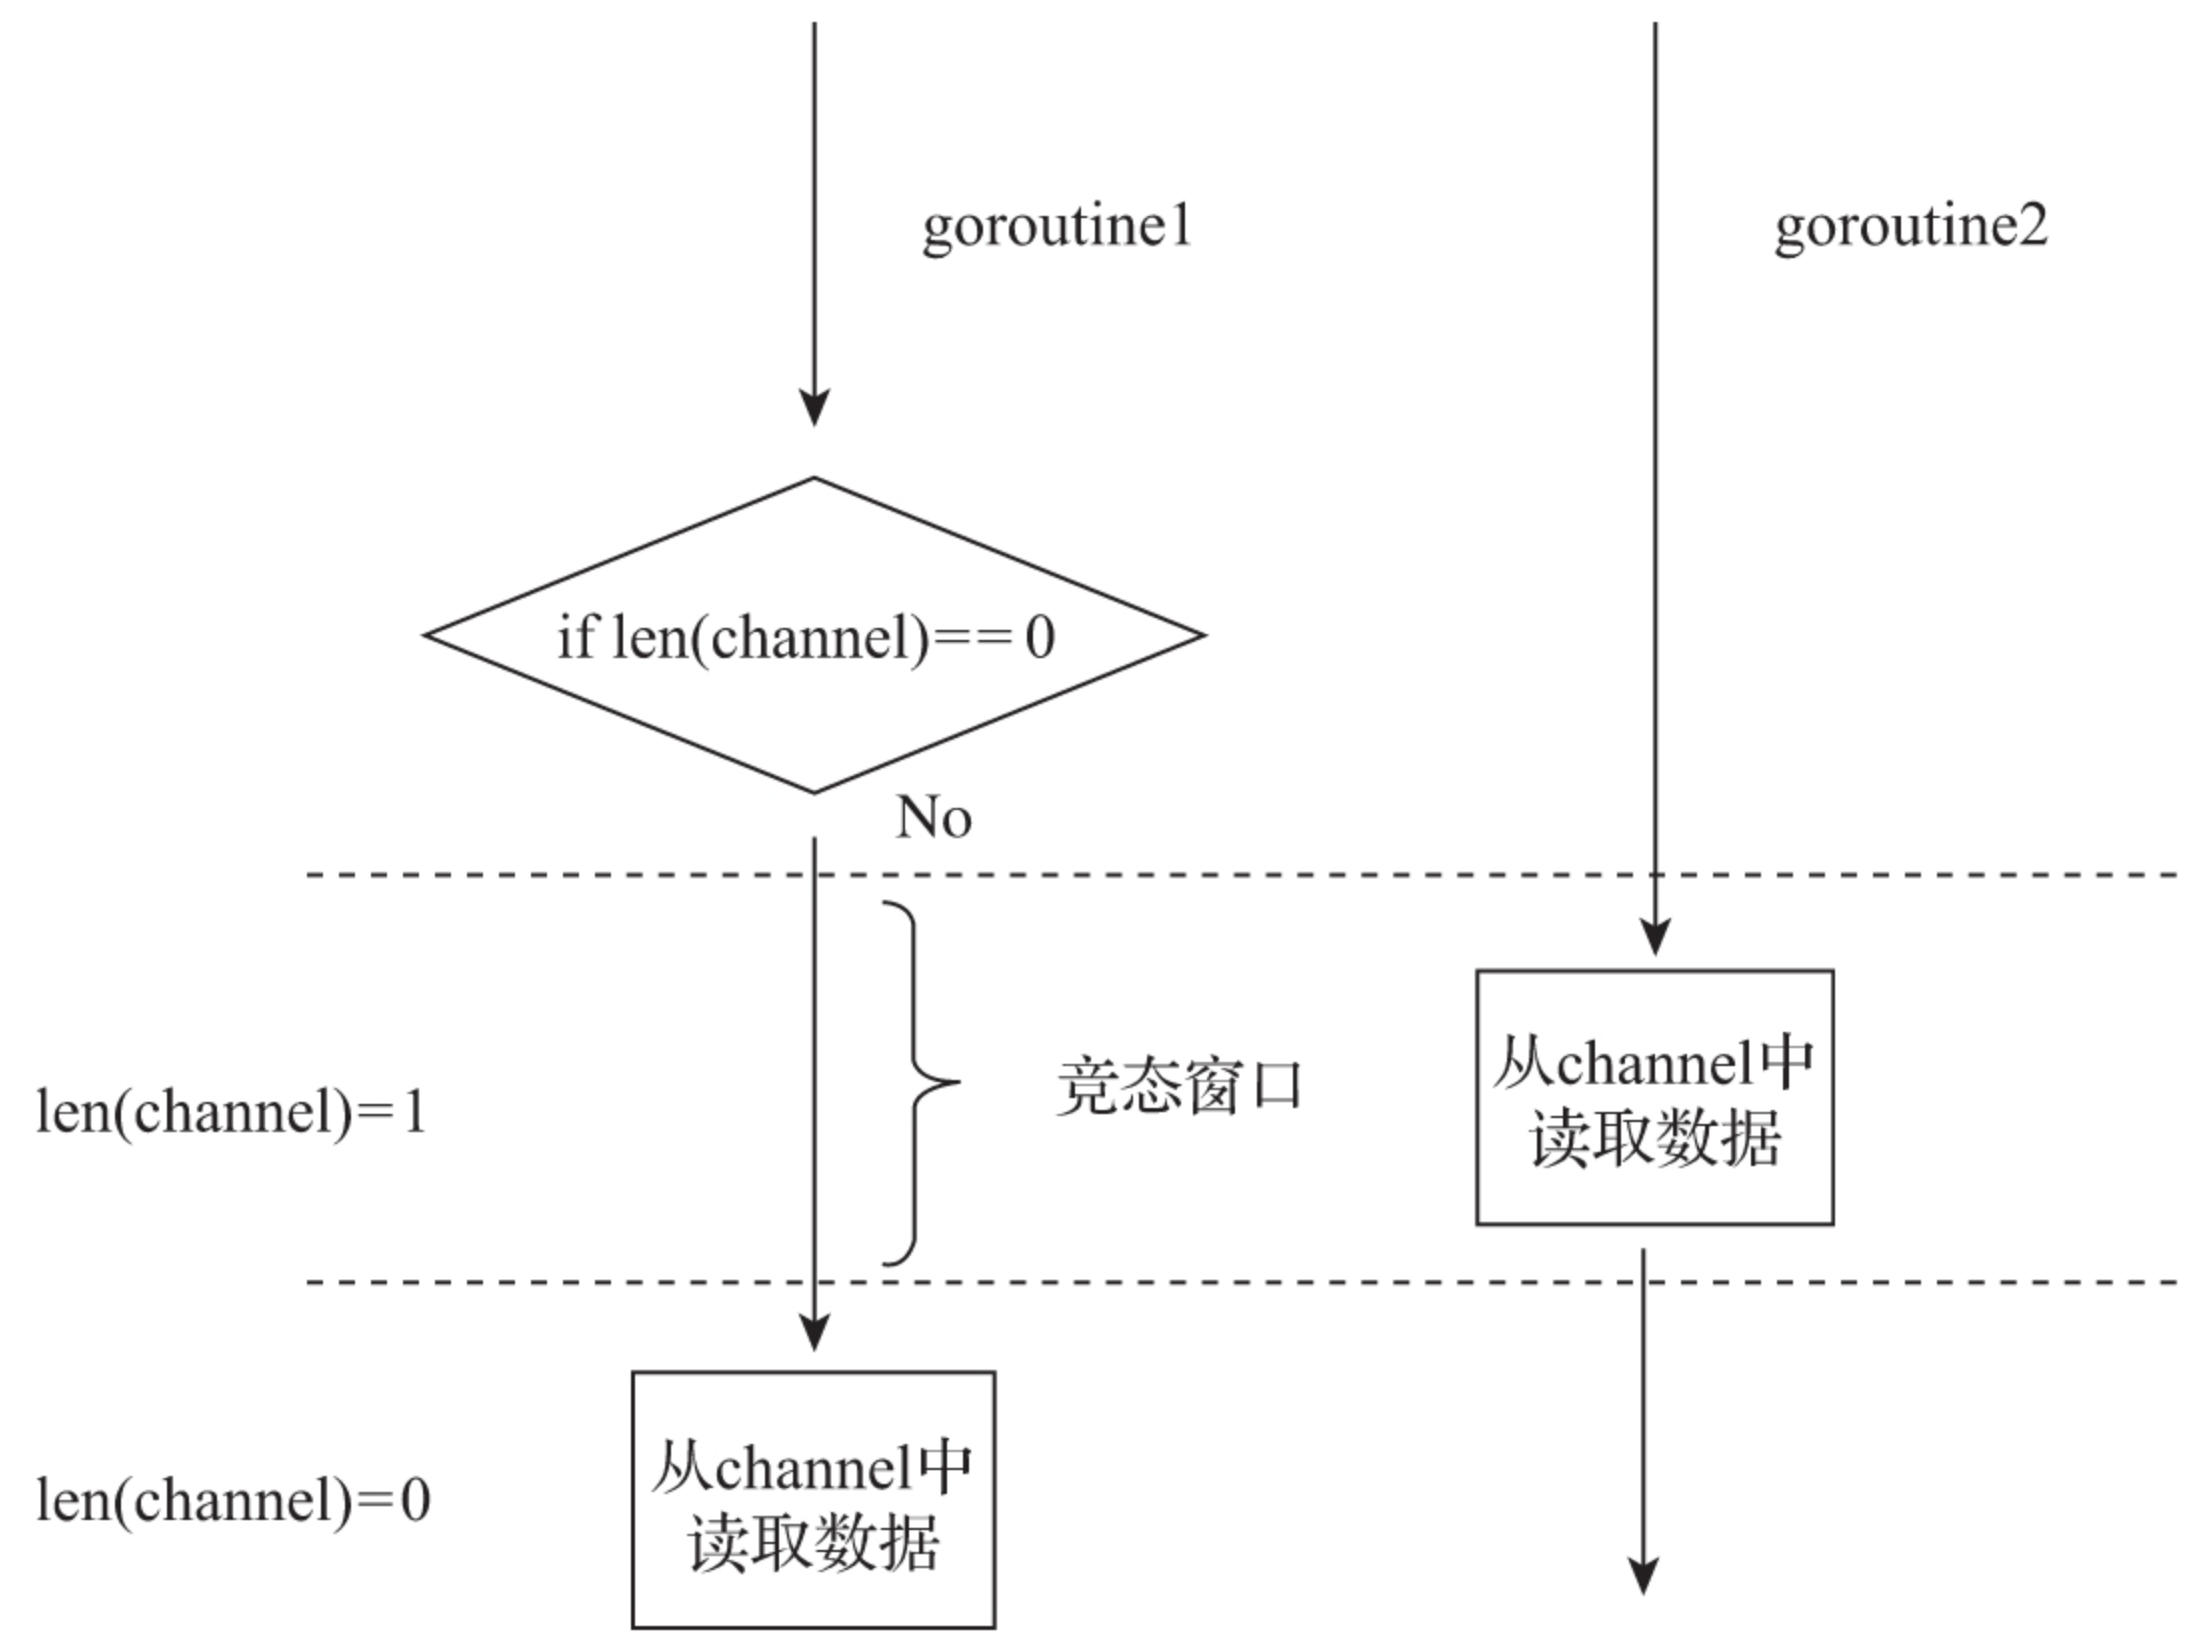 goroutine1
goroutine2
if len(channel)==0
No
len(channel)=1
竞态窗口
从channel中
读取数据
len(channel)=0
从channel中
读取数据